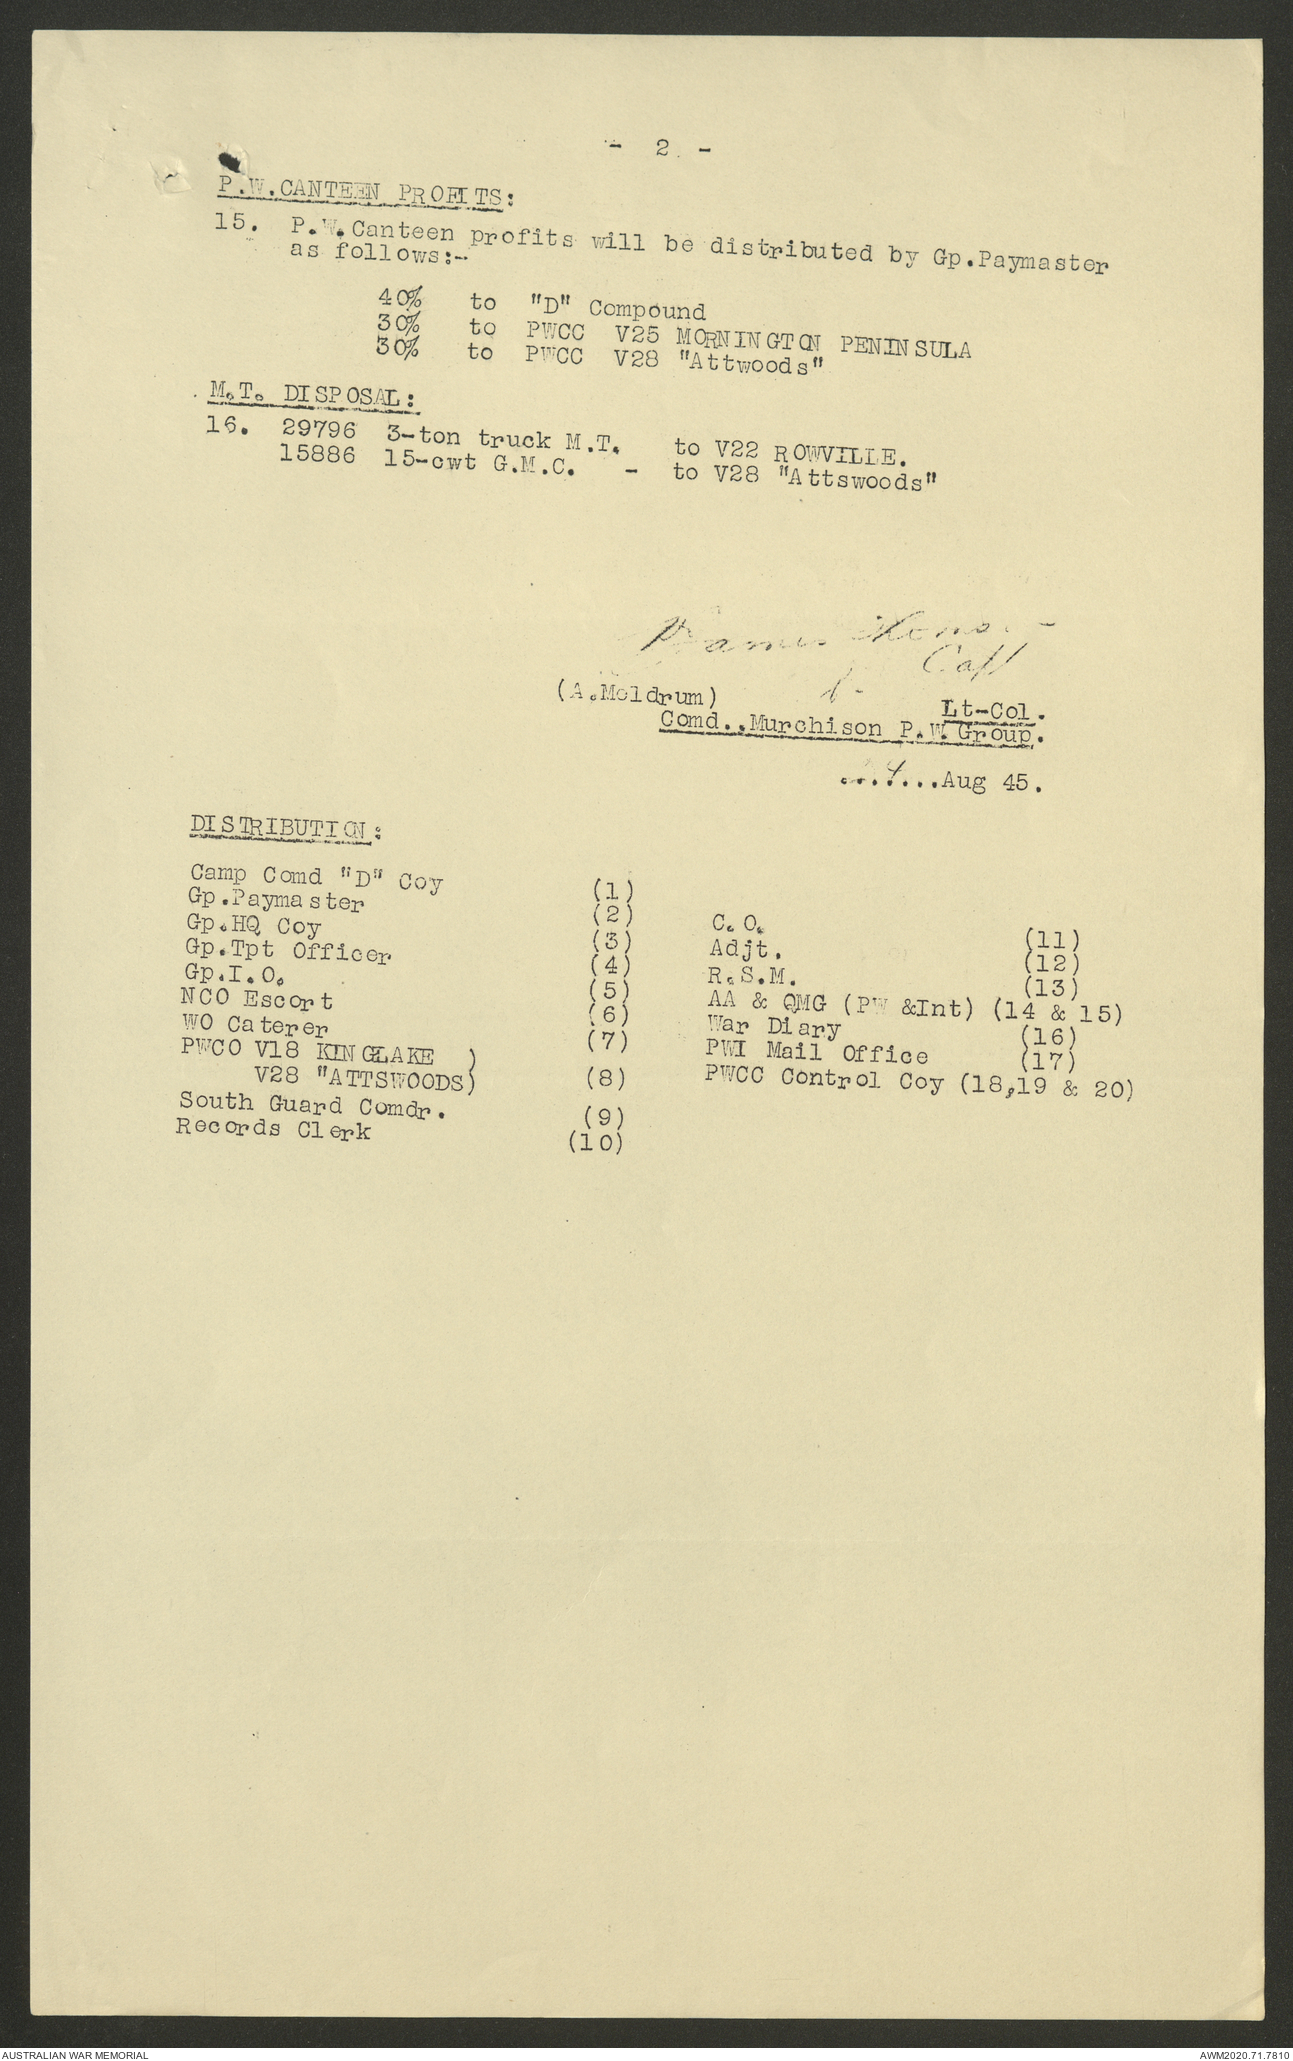 - 2 -
P.W.CANTEEN PROFITS:
15. P.W.Canteen profits will be distributed by Gp.Paymaster
as follows:-
40% to "D" Compound
30% to PWCC V25 MORNINGTON PENINSULA
30% to PWCC V28 "Attwoods"
M.T. DISPOSAL:
16. 29796 3-ton truck M.T. to V22 ROWVILLE.
15886 15-cwt G.M.C. - to V28 "Attswoods"
Capt
(A.Moldrum)
Lt-Col.
Comd..Murchison P.W.Group.
4...Aug 45.
DISTRIBUTION:
Camp Comd "D" Coy (1)
Gp.Paymaster (2)
Gp.HQ Coy (3)
Gp.Tpt Officer (4)
Gp.I.O. (5)
NCO Escort (6)
WO Caterer (7)
PWCO V18 KINGLAKE )
V28 "ATTSWOODS) (8)
South Guard Comdr. (9)
Records Clerk (10)
C.O. (11)
Adjt. (12)
R.S.M. (13)
AA & QMG (PW &Int) (14 & 15)
War Diary (16)
PWI Mail Office (17)
PWCC Control Coy (18,19 & 20)
AUSTRALIAN WAR MEMORIAL
AWM2020.71.7810